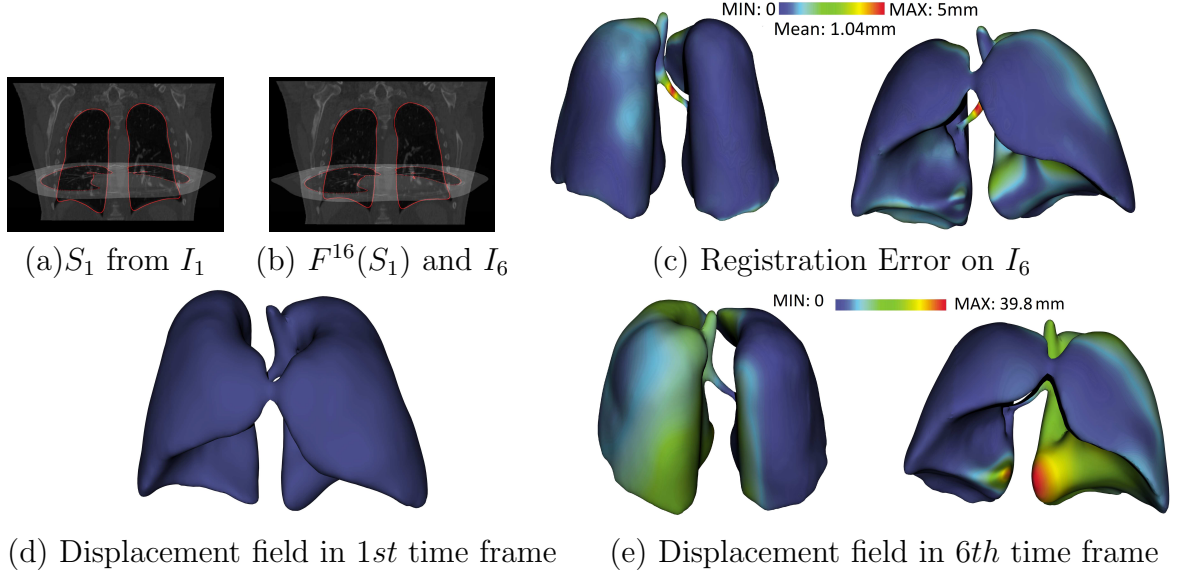 MIN: 0 MAX: 5mm
Mean: 1.04mm
(a)S₁ from I₁ (b) F¹⁶(S₁) and I₆ (c) Registration Error on I₆
MIN: 0 MAX: 39.8 mm
(d) Displacement field in 1st time frame (e) Displacement field in 6th time frame